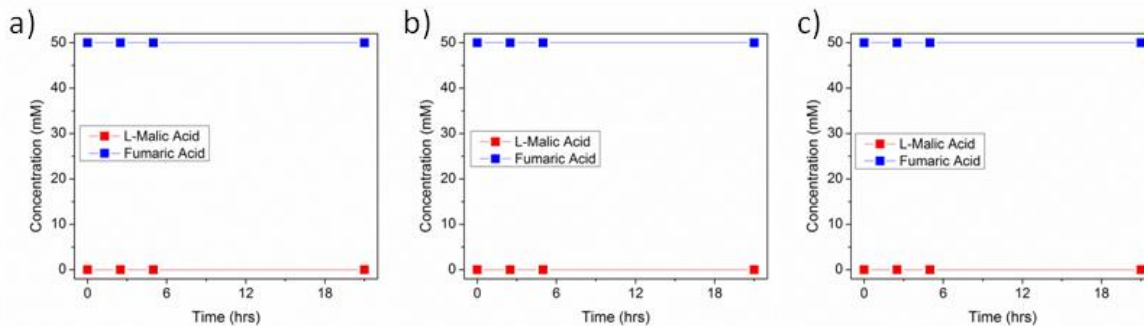 a)
Concentration (mM)
50
40
30
20
10
0
L-Malic Acid
Fumaric Acid
0 6 12 18
Time (hrs)
b)
Concentration (mM)
50
40
30
20
10
0
L-Malic Acid
Fumaric Acid
0 6 12 18
Time (hrs)
c)
Concentration (mM)
50
40
30
20
10
0
L-Malic Acid
Fumaric Acid
0 6 12 18
Time (hrs)